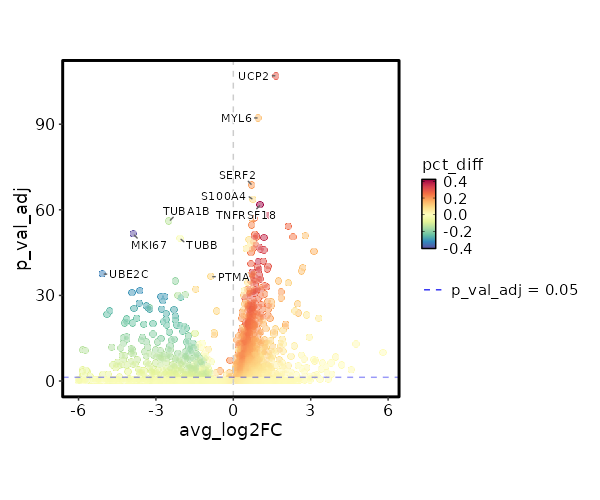 UCP2
MYL6
SERF2
S100A4
TUBA1B
TNFRSF18
MKI67
TUBB
UBE2C
PTMA
p_val_adj
90
60
30
0
-6
-3
0
3
6
avg_log2FC
pct_diff
0.4
0.2
0.0
-0.2
-0.4
p_val_adj = 0.05